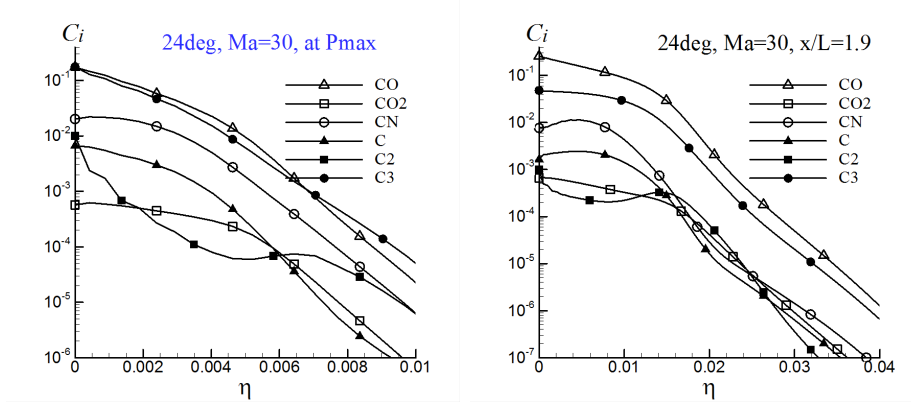 Ci
24deg, Ma=30, at Pmax
10-1
10-2
10-3
10-4
10-5
10-6
CO
CO2
CN
C
C2
C3
0 0.002 0.004 0.006 0.008 0.01
η
Ci
24deg, Ma=30, x/L=1.9
10-1
10-2
10-3
10-4
10-5
10-6
10-7
CO
CO2
CN
C
C2
C3
0 0.01 0.02 0.03 0.04
η